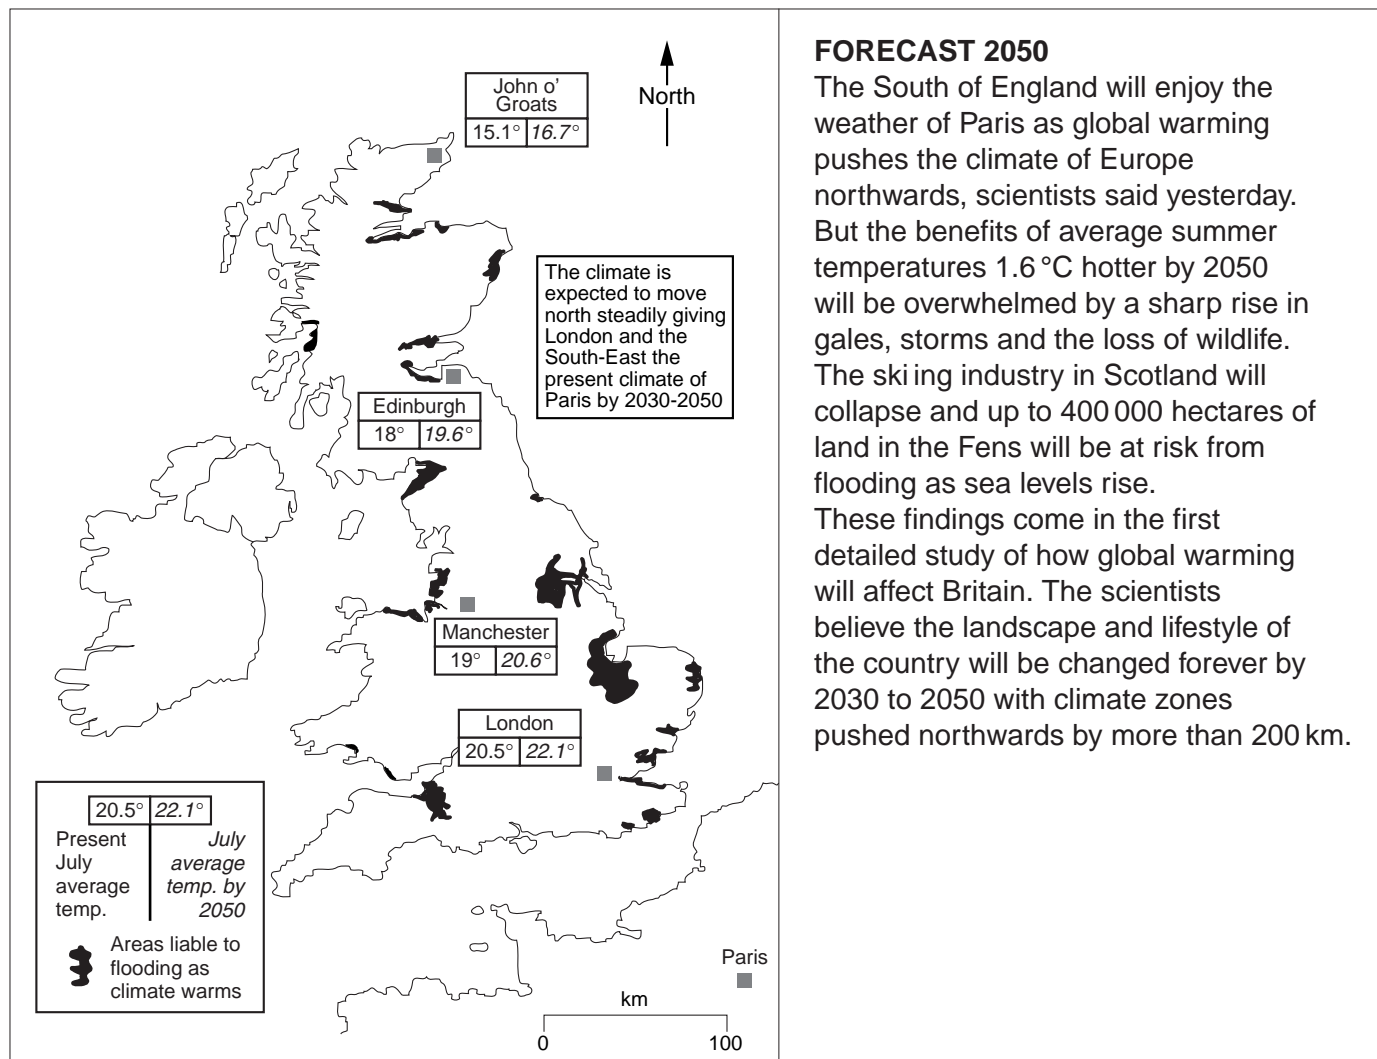 John o'
Groats
15.1° 16.7°
North
The climate is
expected to move
north steadily giving
London and the
South-East the
present climate of
Paris by 2030-2050
Edinburgh
18° 19.6°
Manchester
19° 20.6°
London
20.5° 22.1°
20.5° 22.1°
Present
July
average
temp.
July
average
temp. by
2050
Areas liable to
flooding as
climate warms
Paris
km
0 100
FORECAST 2050
The South of England will enjoy the
weather of Paris as global warming
pushes the climate of Europe
northwards, scientists said yesterday.
But the benefits of average summer
temperatures 1.6 °C hotter by 2050
will be overwhelmed by a sharp rise in
gales, storms and the loss of wildlife.
The skiing industry in Scotland will
collapse and up to 400 000 hectares of
land in the Fens will be at risk from
flooding as sea levels rise.
These findings come in the first
detailed study of how global warming
will affect Britain. The scientists
believe the landscape and lifestyle of
the country will be changed forever by
2030 to 2050 with climate zones
pushed northwards by more than 200 km.